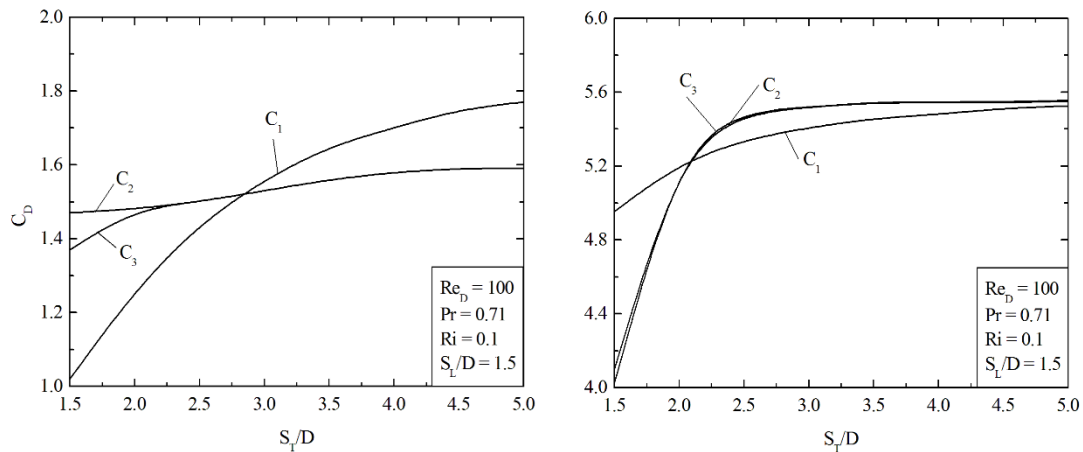 2.0
1.8
1.6
1.4
1.2
1.0
C_D
C_1
C_2
C_3
Re_D = 100
Pr = 0.71
Ri = 0.1
S_L/D = 1.5
1.5 2.0 2.5 3.0 3.5 4.0 4.5 5.0
S_T/D
6.0
5.6
5.2
4.8
4.4
4.0
C_3
C_2
C_1
Re_D = 100
Pr = 0.71
Ri = 0.1
S_L/D = 1.5
1.5 2.0 2.5 3.0 3.5 4.0 4.5 5.0
S_T/D